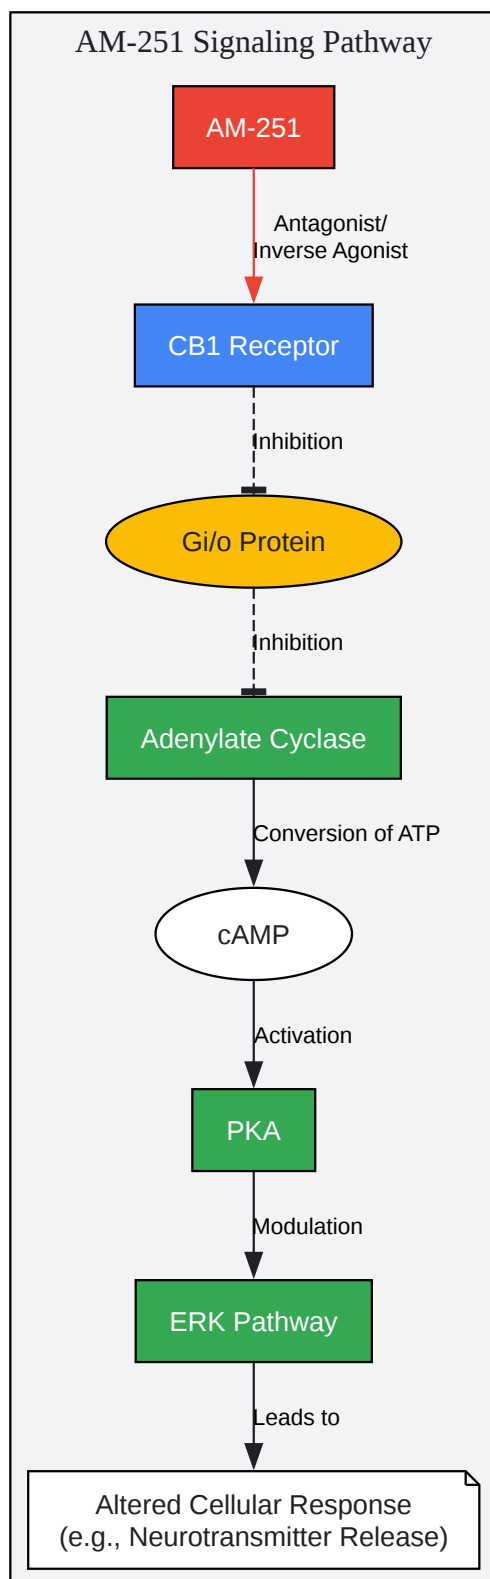 AM-251 Signaling Pathway
AM-251
Antagonist/
Inverse Agonist
CB1 Receptor
Inhibition
Gi/o Protein
Inhibition
Adenylate Cyclase
Conversion of ATP
cAMP
Activation
PKA
Modulation
ERK Pathway
Leads to
Altered Cellular Response
(e.g., Neurotransmitter Release)